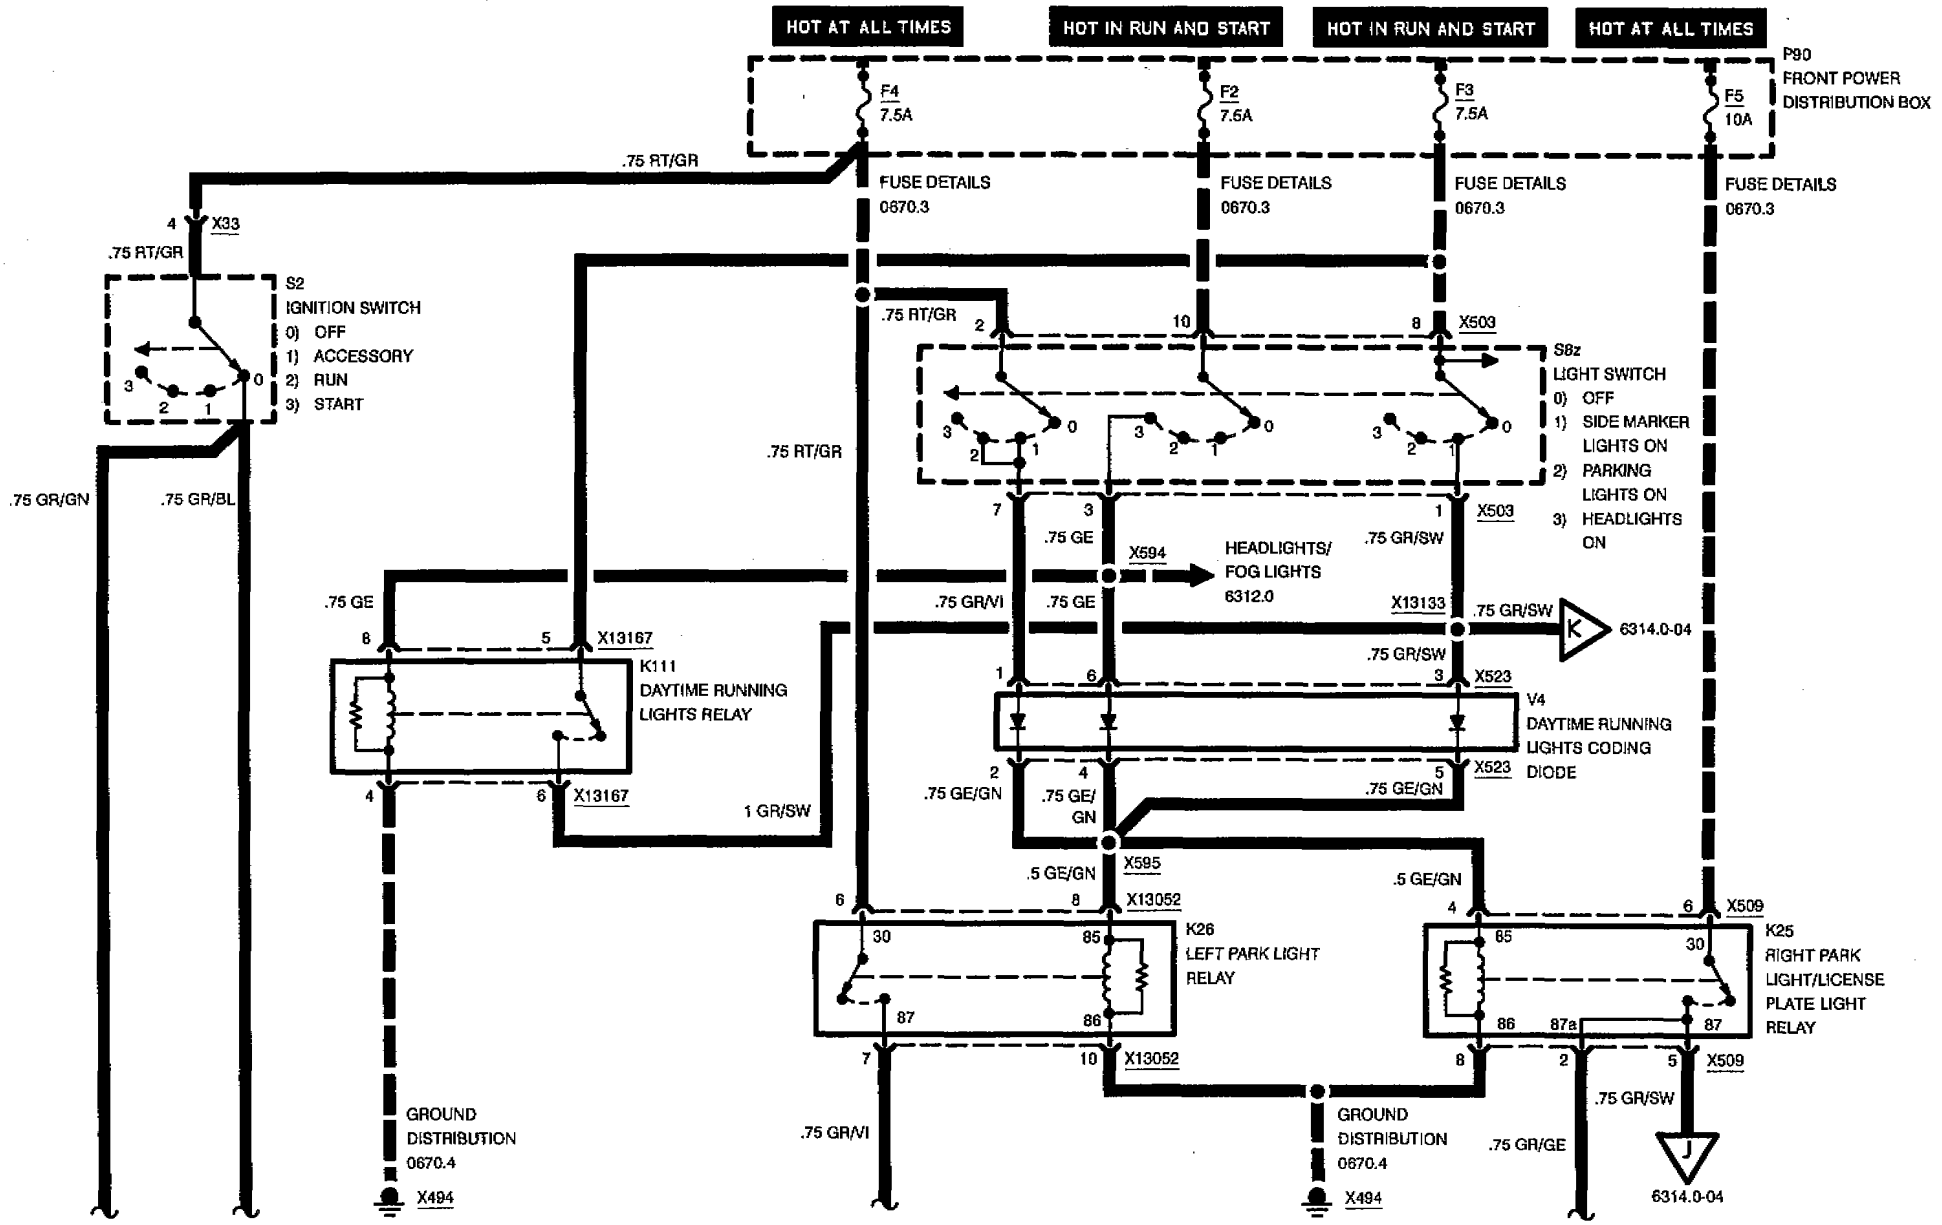 HOT AT ALL TIMES
HOT IN RUN AND START
HOT IN RUN AND START
HOT AT ALL TIMES
P90
FRONT POWER
DISTRIBUTION BOX
F4
7.5A
F2
7.5A
F3
7.5A
F5
10A
.75 RT/GR
FUSE DETAILS
0670.3
FUSE DETAILS
0670.3
FUSE DETAILS
0670.3
FUSE DETAILS
0670.3
4
X33
.75 RT/GR
S2
IGNITION SWITCH
0) OFF
1) ACCESSORY
2) RUN
3) START
3
2
1
0
.75 RT/GR
2
10
8
X503
S8z
LIGHT SWITCH
0) OFF
1) SIDE MARKER
LIGHTS ON
2) PARKING
LIGHTS ON
3) HEADLIGHTS
ON
3
2
1
0
3
2
1
0
3
2
1
0
.75 RT/GR
.75 GR/GN
.75 GR/BL
7
3
1
X503
.75 GE
.75 GR/SW
X594
HEADLIGHTS/
FOG LIGHTS
6312.0
.75 GE
.75 GR/VI
.75 GE
X13133
.75 GR/SW
K
6314.0-04
.75 GR/SW
8
5
X13167
K111
DAYTIME RUNNING
LIGHTS RELAY
1
6
3
X523
V4
DAYTIME RUNNING
LIGHTS CODING
DIODE
4
6
X13167
1 GR/SW
2
4
5
X523
.75 GE/GN
.75 GE/
GN
.75 GE/GN
X595
.5 GE/GN
.5 GE/GN
6
8
X13052
4
6
X509
30
85
K26
LEFT PARK LIGHT
RELAY
87
86
85
30
K25
RIGHT PARK
LIGHT/LICENSE
PLATE LIGHT
RELAY
86
87a
87
7
10
X13052
8
2
5
X509
.75 GR/VI
.75 GR/SW
.75 GR/GE
J
6314.0-04
GROUND
DISTRIBUTION
0670.4
X494
GROUND
DISTRIBUTION
0670.4
X494